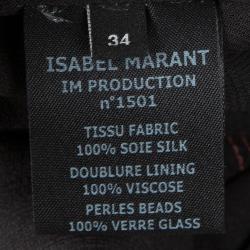 34
ISABEL MARANT
IM PRODUCTION
n°1501
TISSU FABRIC
100% SOIE SILK
DOUBLURE LINING
100% VISCOSE
PERLES BEADS
100% VERRE GLASS